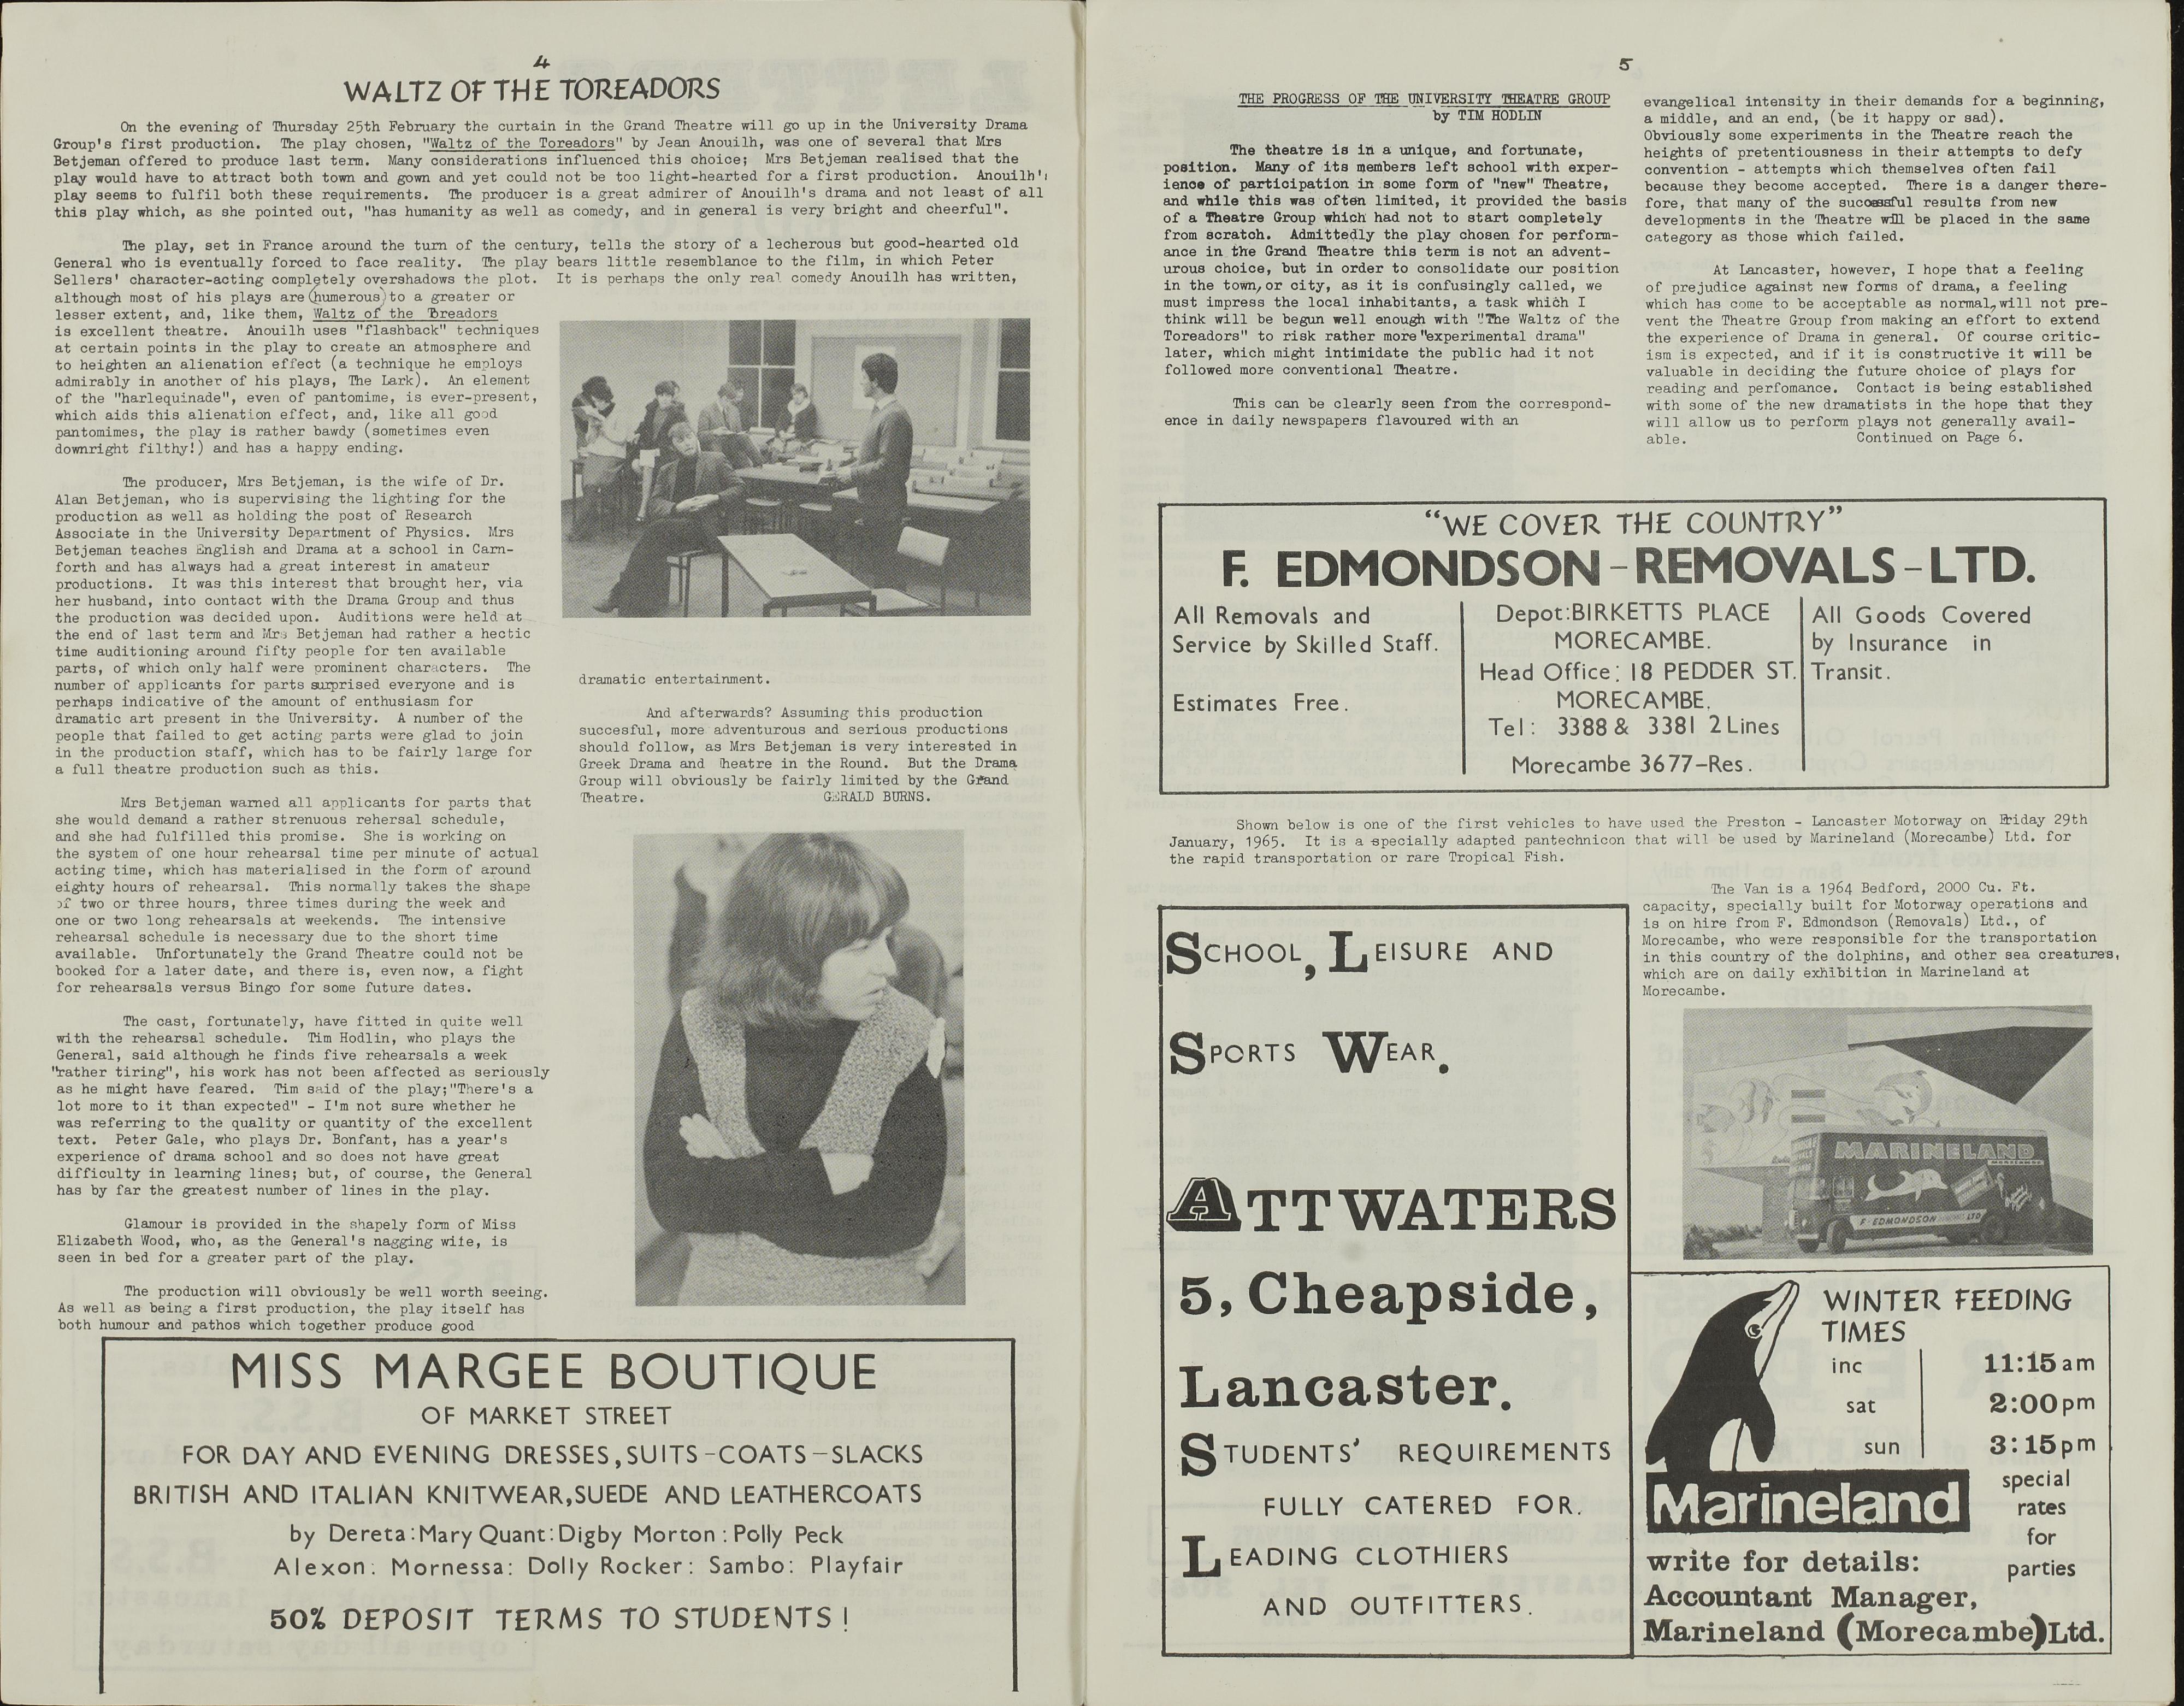 4
WALTZ OF THE TOREADORS
On the evening of Thursday 25th February the curtain in the Grand Theatre will go up in the University Drama
Group's first production. The play chosen, "Waltz of the Toreadors" by Jean Anouilh, was one of several that Mrs
Betjeman offered to produce last term. Many considerations influenced this choice; Mrs Betjeman realised that the
play would have to attract both town and gown and yet could not be too light-hearted for a first production. Anouilh's
play seems to fulfil both these requirements. The producer is a great admirer of Anouilh's drama and not least of all
this play which, as she pointed out, "has humanity as well as comedy, and in general is very bright and cheerful".
The play, set in France around the turn of the century, tells the story of a lecherous but good-hearted old
General who is eventually forced to face reality. The play bears little resemblance to the film, in which Peter
Sellers' character-acting completely overshadows the plot. It is perhaps the only real comedy Anouilh has written,
although most of his plays are (humerous) to a greater or
lesser extent, and, like them, Waltz of the Toreadors
is excellent theatre. Anouilh uses "flashback" techniques
at certain points in the play to create an atmosphere and
to heighten an alienation effect (a technique he employs
admirably in another of his plays, The Lark). An element
of the "harlequinade", even of pantomime, is ever-present,
which aids this alienation effect, and, like all good
pantomimes, the play is rather bawdy (sometimes even
downright filthy!) and has a happy ending.
The producer, Mrs Betjeman, is the wife of Dr.
Alan Betjeman, who is supervising the lighting for the
production as well as holding the post of Research
Associate in the University Department of Physics. Mrs
Betjeman teaches English and Drama at a school in Carn-
forth and has always had a great interest in amateur
productions. It was this interest that brought her, via
her husband, into contact with the Drama Group and thus
the production was decided upon. Auditions were held at
the end of last term and Mrs Betjeman had rather a hectic
time auditioning around fifty people for ten available
parts, of which only half were prominent characters. The
number of applicants for parts surprised everyone and is
perhaps indicative of the amount of enthusiasm for
dramatic art present in the University. A number of the
people that failed to get acting parts were glad to join
in the production staff, which has to be fairly large for
a full theatre production such as this.
Mrs Betjeman warned all applicants for parts that
she would demand a rather strenuous rehersal schedule,
and she had fulfilled this promise. She is working on
the system of one hour rehearsal time per minute of actual
acting time, which has materialised in the form of around
eighty hours of rehearsal. This normally takes the shape
of two or three hours, three times during the week and
one or two long rehearsals at weekends. The intensive
rehearsal schedule is necessary due to the short time
available. Unfortunately the Grand Theatre could not be
booked for a later date, and there is, even now, a fight
for rehearsals versus Bingo for some future dates.
The cast, fortunately, have fitted in quite well
with the rehearsal schedule. Tim Hodlin, who plays the
General, said although he finds five rehearsals a week
"rather tiring", his work has not been affected as seriously
as he might have feared. Tim said of the play;"There's a
lot more to it than expected" - I'm not sure whether he
was referring to the quality or quantity of the excellent
text. Peter Gale, who plays Dr. Bonfant, has a year's
experience of drama school and so does not have great
difficulty in learning lines; but, of course, the General
has by far the greatest number of lines in the play.
Glamour is provided in the shapely form of Miss
Elizabeth Wood, who, as the General's nagging wife, is
seen in bed for a greater part of the play.
The production will obviously be well worth seeing.
As well as being a first production, the play itself has
both humour and pathos which together produce good
dramatic entertainment.
And afterwards? Assuming this production
succesful, more adventurous and serious productions
should follow, as Mrs Betjeman is very interested in
Greek Drama and Theatre in the Round. But the Drama
Group will obviously be fairly limited by the Grand
Theatre. GERALD BURNS.
MISS MARGEE BOUTIQUE
OF MARKET STREET
FOR DAY AND EVENING DRESSES, SUITS-COATS-SLACKS
BRITISH AND ITALIAN KNITWEAR, SUEDE AND LEATHERCOATS
by Dereta: Mary Quant: Digby Morton: Polly Peck
Alexon: Mornessa: Dolly Rocker: Sambo: Playfair
50% DEPOSIT TERMS TO STUDENTS!
5
THE PROGRESS OF THE UNIVERSITY THEATRE GROUP
by TIM HODLIN
The theatre is in a unique, and fortunate,
position. Many of its members left school with exper-
ience of participation in some form of "new" Theatre,
and while this was often limited, it provided the basis
of a Theatre Group which had not to start completely
from scratch. Admittedly the play chosen for perform-
ance in the Grand Theatre this term is not an advent-
urous choice, but in order to consolidate our position
in the town, or city, as it is confusingly called, we
must impress the local inhabitants, a task which I
think will be begun well enough with "The Waltz of the
Toreadors" to risk rather more "experimental drama"
later, which might intimidate the public had it not
followed more conventional Theatre.
This can be clearly seen from the correspond-
ence in daily newspapers flavoured with an
evangelical intensity in their demands for a beginning,
a middle, and an end, (be it happy or sad).
Obviously some experiments in the Theatre reach the
heights of pretentiousness in their attempts to defy
convention - attempts which themselves often fail
because they become accepted. There is a danger there-
fore, that many of the successful results from new
developments in the Theatre will be placed in the same
category as those which failed.
At Lancaster, however, I hope that a feeling
of prejudice against new forms of drama, a feeling
which has come to be acceptable as normal, will not pre-
vent the Theatre Group from making an effort to extend
the experience of Drama in general. Of course critic-
ism is expected, and if it is constructive it will be
valuable in deciding the future choice of plays for
reading and perfomance. Contact is being established
with some of the new dramatists in the hope that they
will allow us to perform plays not generally avail-
able. Continued on Page 6.
"WE COVER THE COUNTRY"
F. EDMONDSON-REMOVALS-LTD.
All Removals and
Service by Skilled Staff.
Estimates Free.
Depot: BIRKETTS PLACE
MORECAMBE.
Head Office: 18 PEDDER ST.
MORECAMBE.
Tel: 3388 & 3381 2 Lines
Morecambe 3677-Res.
All Goods Covered
by Insurance in
Transit.
Shown below is one of the first vehicles to have used the Preston - Lancaster Motorway on Friday 29th
January, 1965. It is a specially adapted pantechnicon that will be used by Marineland (Morecambe) Ltd. for
the rapid transportation or rare Tropical Fish.
The Van is a 1964 Bedford, 2000 Cu. Ft.
capacity, specially built for Motorway operations and
is on hire from F. Edmondson (Removals) Ltd., of
Morecambe, who were responsible for the transportation
in this country of the dolphins, and other sea creatures,
which are on daily exhibition in Marineland at
Morecambe.
MARINELAND
F. EDMONDSON LTD
SCHOOL, LEISURE AND
SPORTS WEAR.
ATTWATERS
5, Cheapside,
Lancaster.
STUDENTS' REQUIREMENTS
FULLY CATERED FOR.
LEADING CLOTHIERS
AND OUTFITTERS.
WINTER FEEDING
TIMES
inc 11:15 am
sat 2:00 pm
sun 3:15 pm
special
rates
for
parties
Marineland
write for details:
Accountant Manager,
Marineland (Morecambe) Ltd.